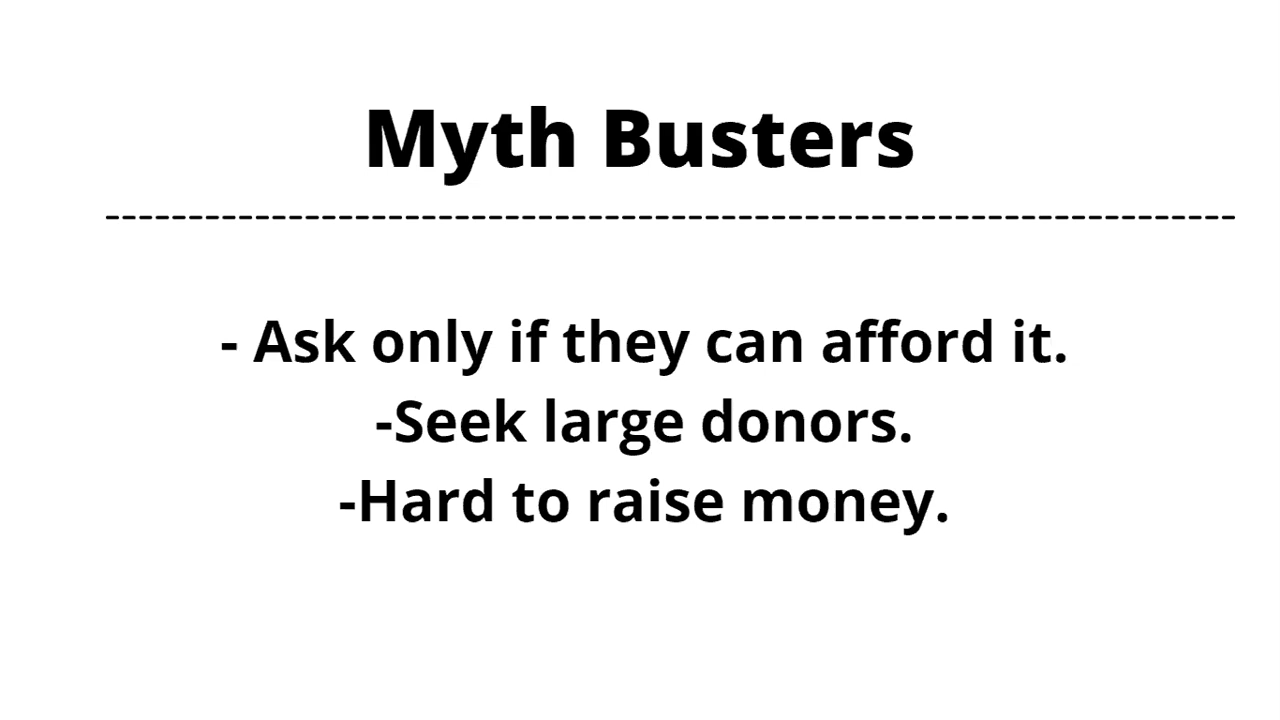 Myth Busters
- Ask only if they can afford it.
-Seek large donors.
-Hard to raise money.